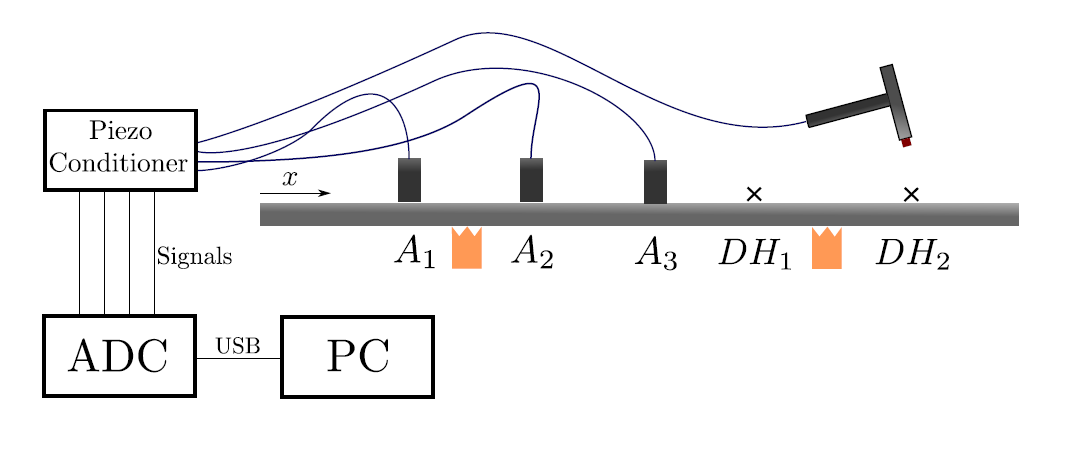 Piezo
Conditioner
x
A₁ A₂ A₃ DH₁ DH₂
Signals
ADC USB PC